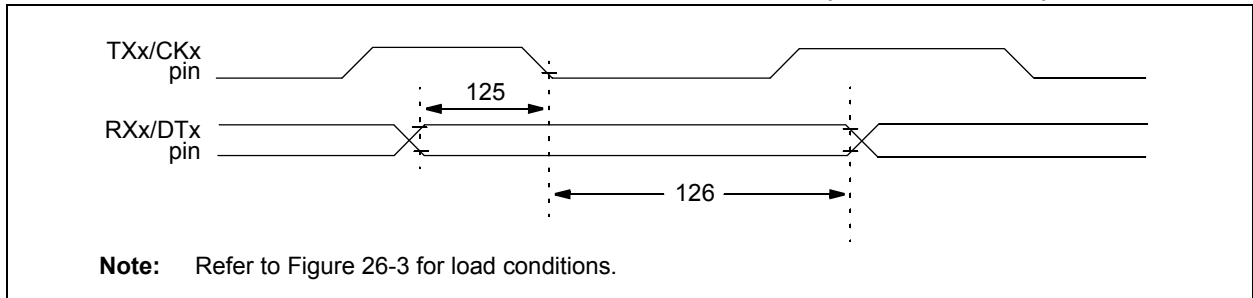 TXx/CKx
pin
125
RXx/DTx
pin
126
Note: Refer to Figure 26-3 for load conditions.